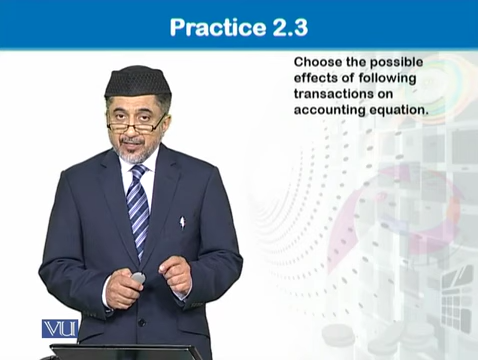 Practice 2.3
Choose the possible
effects of following
transactions on
accounting equation.
VU